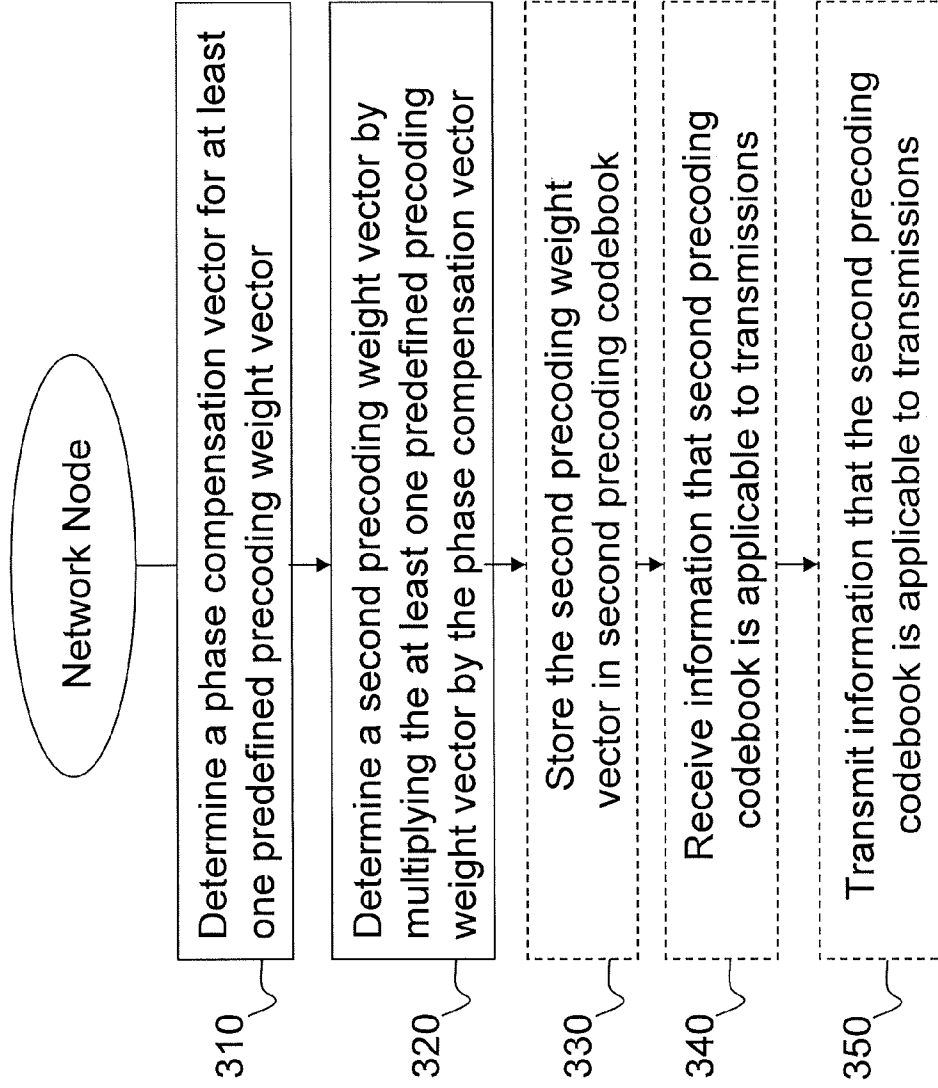 Network Node
310
Determine a phase compensation vector for at least
one predefined precoding weight vector
320
Determine a second precoding weight vector by
multiplying the at least one predefined precoding
weight vector by the phase compensation vector
330
Store the second precoding weight
vector in second precoding codebook
340
Receive information that second precoding
codebook is applicable to transmissions
350
Transmit information that the second precoding
codebook is applicable to transmissions